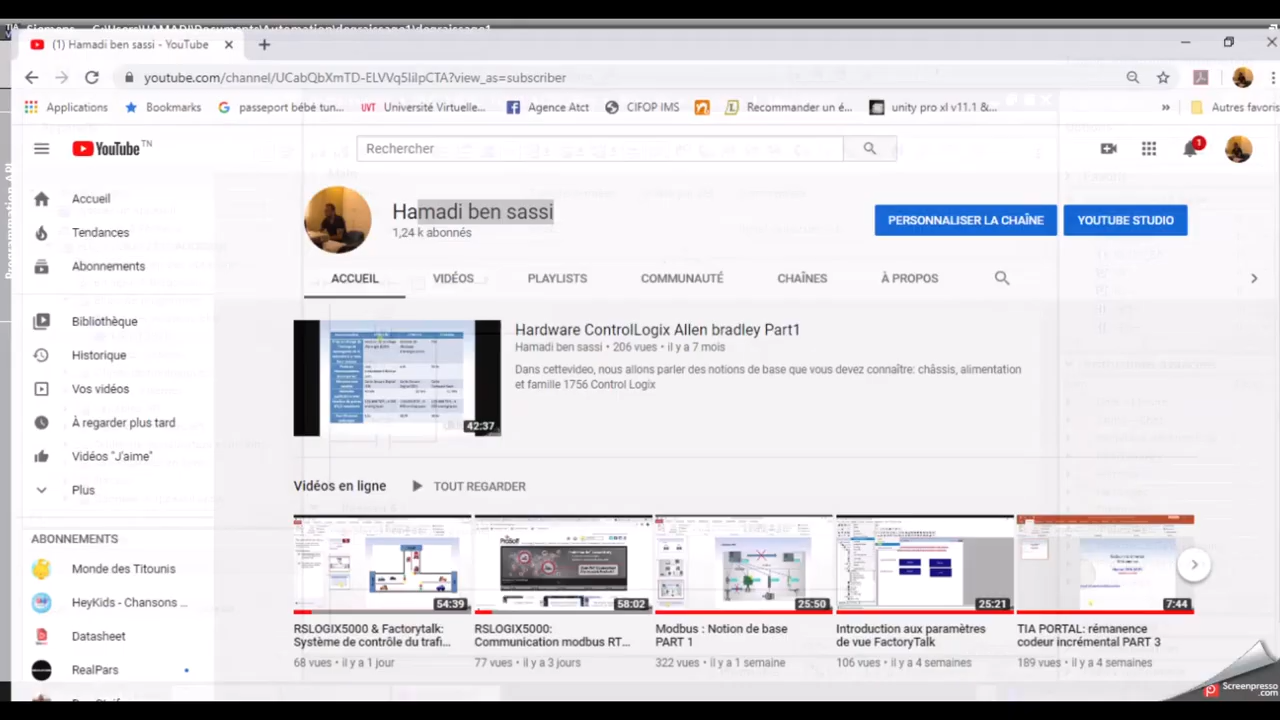 (1) Hamadi ben sassi - YouTube
youtube.com/channel/UCabQbXmTD-ELVVq5IilpCTA?view_as=subscriber
Applications Bookmarks passeport bébé tun... UVT Université Virtuelle... Agence Atct CIFOP IMS Recommander un é... unity pro xl v11.1 &... » Autres favoris
YouTube TN
Rechercher
1
Accueil
Tendances
Abonnements
Bibliothèque
Historique
Vos vidéos
A regarder plus tard
Vidéos "J'aime"
Plus
ABONNEMENTS
Monde des Titounis
HeyKids - Chansons ...
Datasheet
RealPars
Hamadi ben sassi
1,24 k abonnés
PERSONNALISER LA CHAÎNE
YOUTUBE STUDIO
ACCUEIL VIDÉOS PLAYLISTS COMMUNAUTÉ CHAÎNES À PROPOS
42:37
Hardware ControlLogix Allen bradley Part1
Hamadi ben sassi • 206 vues • il y a 7 mois
Dans cettevideo, nous allons parler des notions de base que vous devez connaître: châssis, alimentation
et famille 1756 Control Logix
Vidéos en ligne TOUT REGARDER
54:39
RSLOGIX5000 & Factorytalk:
Système de contrôle du trafi...
68 vues • il y a 1 jour
58:02
RSLOGIX5000:
Communication modbus RT...
77 vues • il y a 3 jours
25:50
Modbus : Notion de base
PART 1
322 vues • il y a 1 semaine
25:21
Introduction aux paramètres
de vue FactoryTalk
106 vues • il y a 4 semaines
7:44
TIA PORTAL: rémanence
codeur incrémental PART 3
189 vues • il y a 4 semaines
Programmation API
Screenpresso
.com